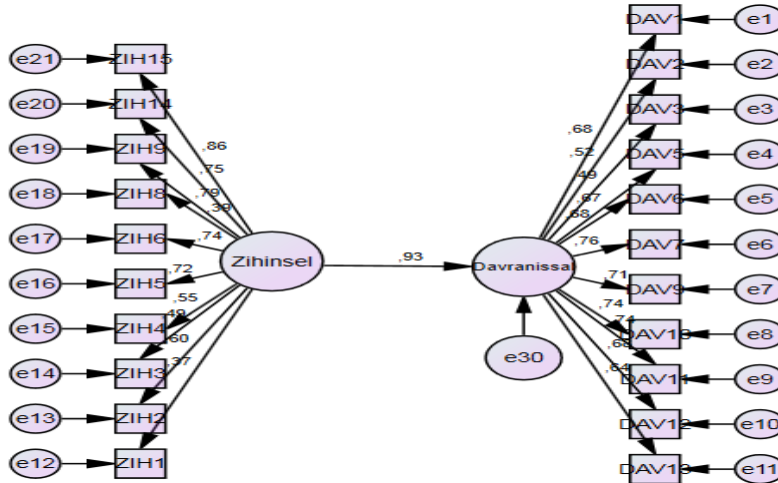 e21 ZIH15
e20 ZIH14
e19 ZIH9
e18 ZIH8
e17 ZIH6
e16 ZIH5
e15 ZIH4
e14 ZIH3
e13 ZIH2
e12 ZIH1
,86
,75
,79
,39
,74
,72
,55
,49
,60
,37
Zihinsel
,93
Davranissal
e30
,68
,52
,49
,67
,68
,76
,71
,74
,74
,68
,64
DAV1 e1
DAV2 e2
DAV3 e3
DAV5 e4
DAV6 e5
DAV7 e6
DAV9 e7
DAV10 e8
DAV11 e9
DAV12 e10
DAV13 e11